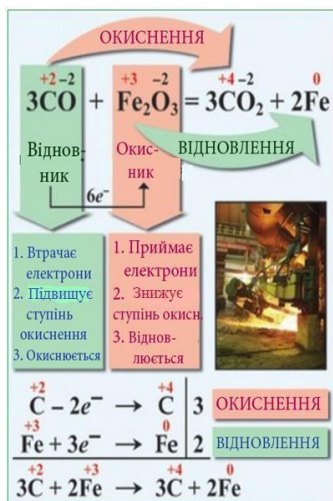 ОКИСНЕННЯ
+2 −2 +3 −2 +4 −2 0
3CO + Fe₂O₃ = 3CO₂ + 2Fe
Віднов-
ник
Окис-
ник
ВІДНОВЛЕННЯ
6e⁻
1. Втрачає
електрони
2. Підвищує
ступінь
окиснення
3. Окиснюється
1. Приймає
електрони
2. Знижує
ступінь окисн.
3. Віднов-
люється
+2 +4
C − 2e⁻ → C 3 ОКИСНЕННЯ
+3 0
Fe + 3e⁻ → Fe 2 ВІДНОВЛЕННЯ
+2 +3 +4 0
3C + 2Fe → 3C + 2Fe